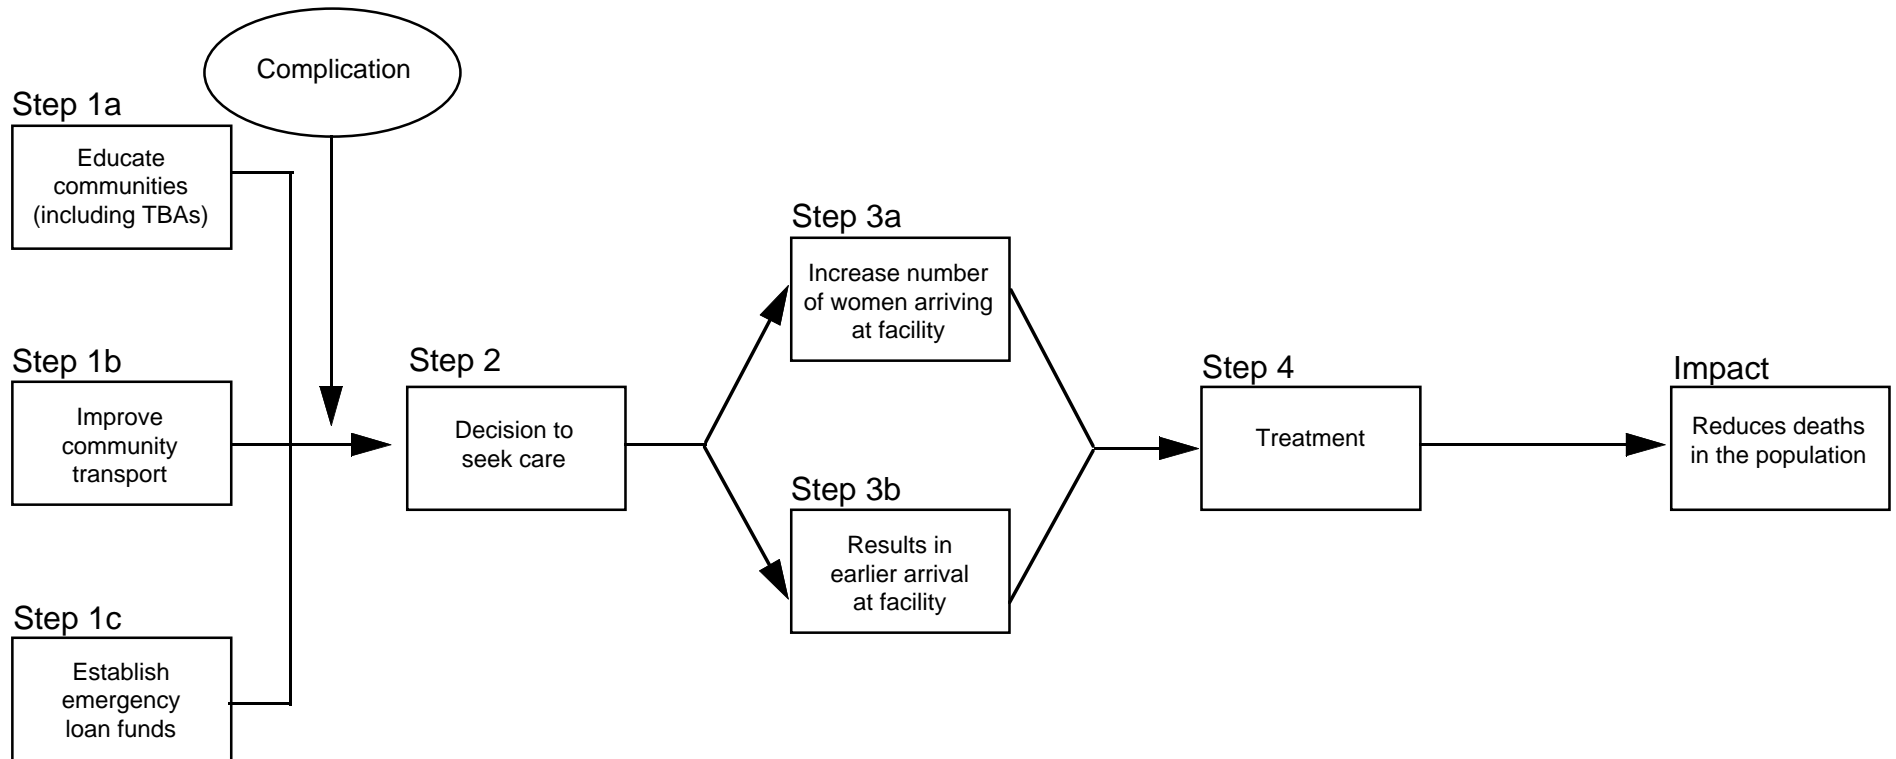 Complication
Step 1a
Educate
communities
(including TBAs)
Step 1b
Improve
community
transport
Step 1c
Establish
emergency
loan funds
Step 2
Decision to
seek care
Step 3a
Increase number
of women arriving
at facility
Step 3b
Results in
earlier arrival
at facility
Step 4
Treatment
Impact
Reduces deaths
in the population